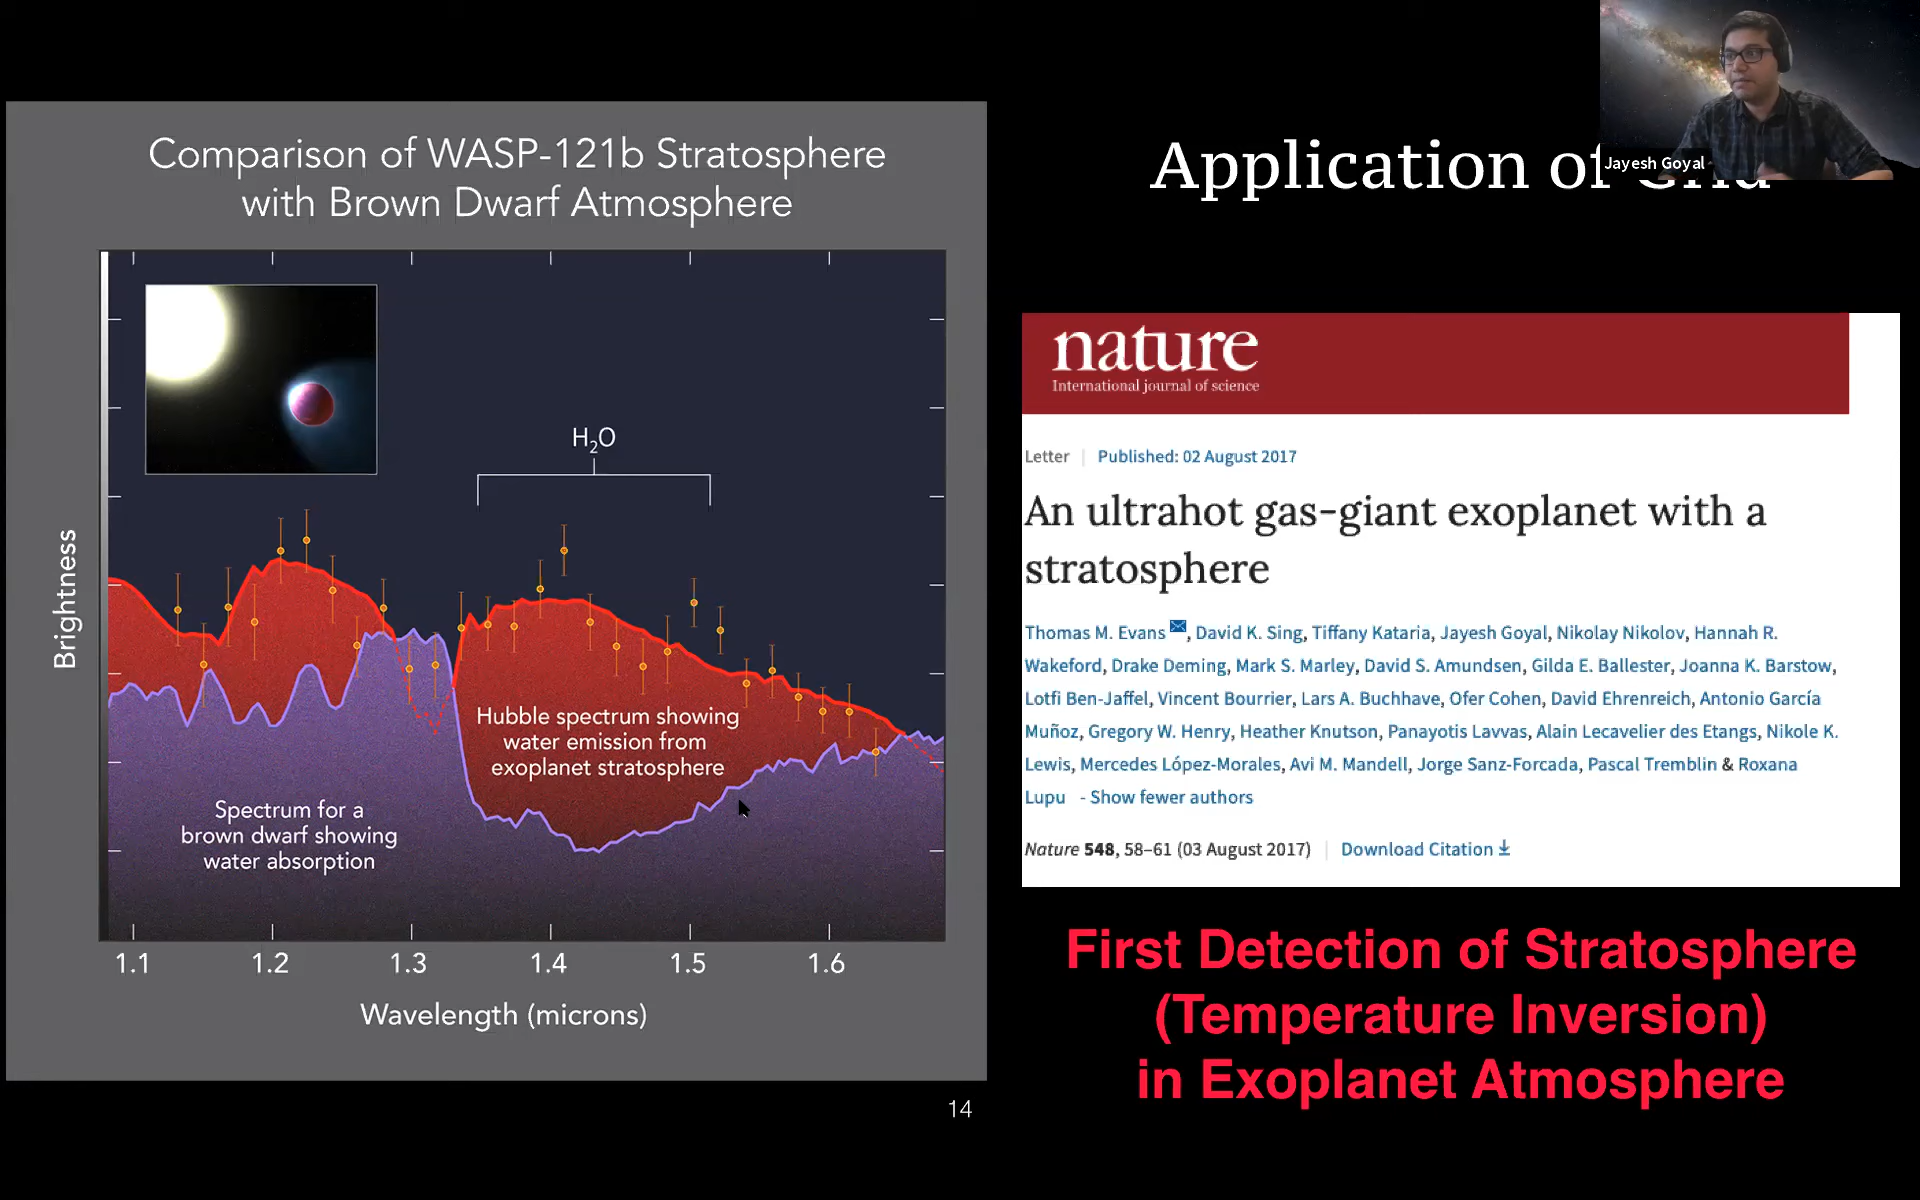 Comparison of WASP-121b Stratosphere
with Brown Dwarf Atmosphere
H₂O
Brightness
Hubble spectrum showing
water emission from
exoplanet stratosphere
Spectrum for a
brown dwarf showing
water absorption
1.1 1.2 1.3 1.4 1.5 1.6
Wavelength (microns)
14
Application of Grid
Jayesh Goyal
nature
International journal of science
Letter | Published: 02 August 2017
An ultrahot gas-giant exoplanet with a
stratosphere
Thomas M. Evans, David K. Sing, Tiffany Kataria, Jayesh Goyal, Nikolay Nikolov, Hannah R.
Wakeford, Drake Deming, Mark S. Marley, David S. Amundsen, Gilda E. Ballester, Joanna K. Barstow,
Lotfi Ben-Jaffel, Vincent Bourrier, Lars A. Buchhave, Ofer Cohen, David Ehrenreich, Antonio García
Muñoz, Gregory W. Henry, Heather Knutson, Panayotis Lavvas, Alain Lecavelier des Etangs, Nikole K.
Lewis, Mercedes López-Morales, Avi M. Mandell, Jorge Sanz-Forcada, Pascal Tremblin & Roxana
Lupu - Show fewer authors
Nature 548, 58–61 (03 August 2017) | Download Citation
First Detection of Stratosphere
(Temperature Inversion)
in Exoplanet Atmosphere